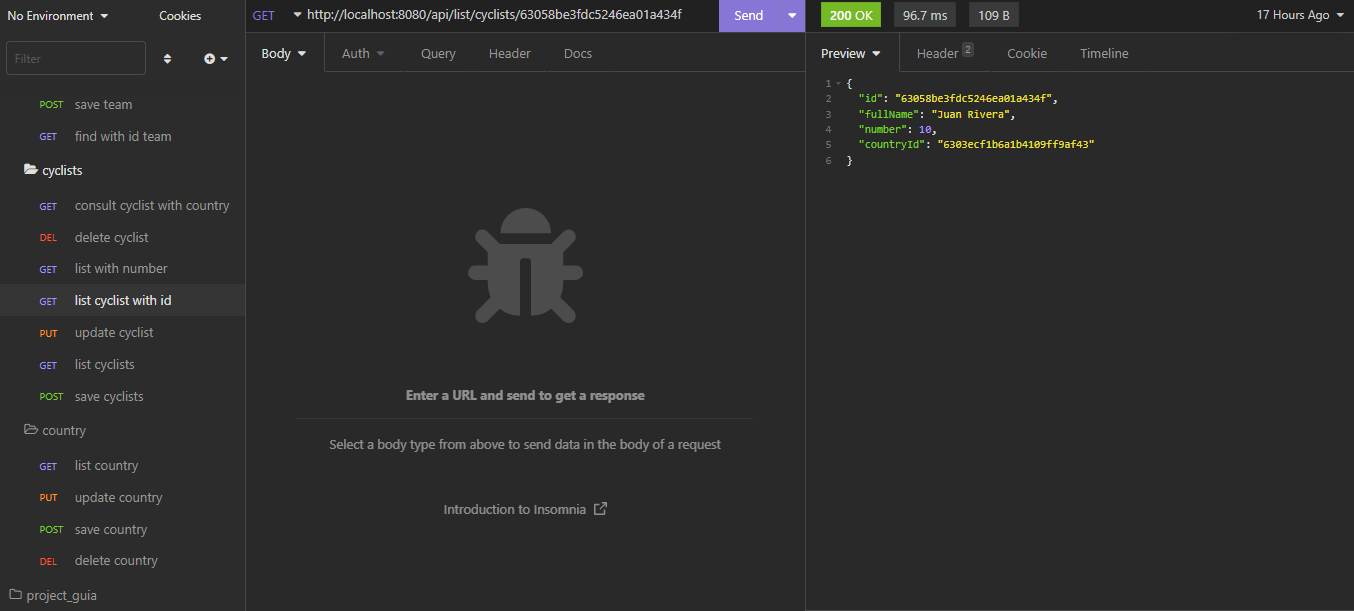 No Environment
Cookies
Filter
POST save team
GET find with id team
cyclists
GET consult cyclist with country
DEL delete cyclist
GET list with number
GET list cyclist with id
PUT update cyclist
GET list cyclists
POST save cyclists
country
GET list country
PUT update country
POST save country
DEL delete country
project_guia
GET http://localhost:8080/api/list/cyclists/63058be3fdc5246ea01a434f Send
Body Auth Query Header Docs
Enter a URL and send to get a response
Select a body type from above to send data in the body of a request
Introduction to Insomnia
200 OK 96.7 ms 109 B 17 Hours Ago
Preview Header 2 Cookie Timeline
1 {
2 "id": "63058be3fdc5246ea01a434f",
3 "fullName": "Juan Rivera",
4 "number": 10,
5 "countryId": "6303ecf1b6a1b4109ff9af43"
6 }